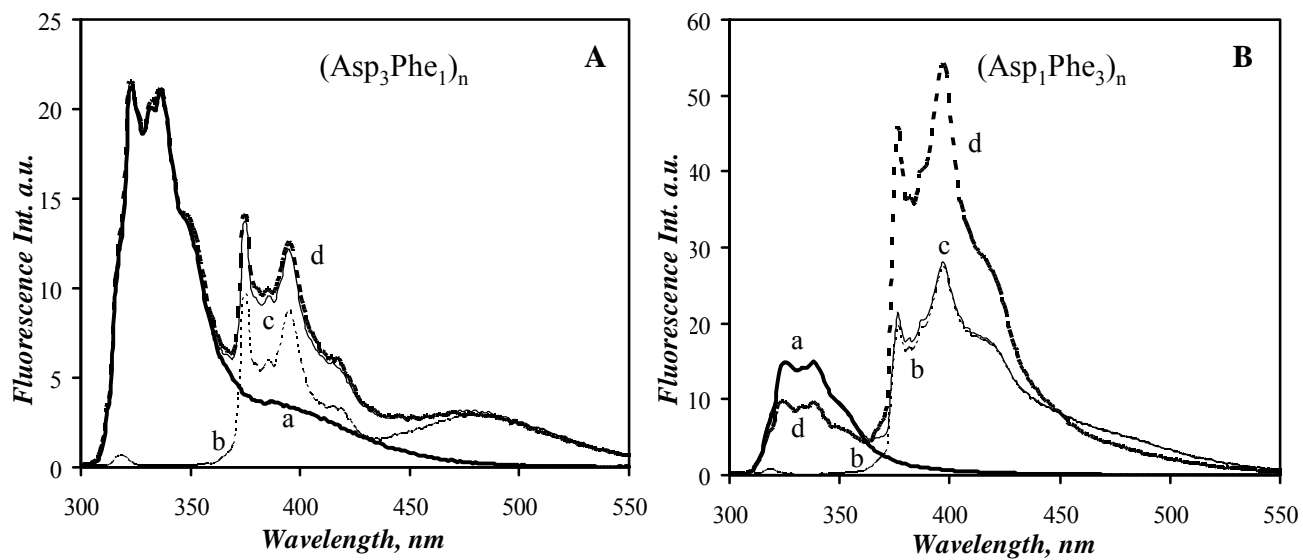 25
20
15
10
5
0
300
350
400
450
500
550
Fluorescence Int. a.u.
Wavelength, nm
(Asp₃Phe₁)ₙ
A
a
b
c
d
60
50
40
30
20
10
0
300
350
400
450
500
550
Fluorescence Int. a.u.
Wavelength, nm
(Asp₁Phe₃)ₙ
B
a
d
b
b
c
d